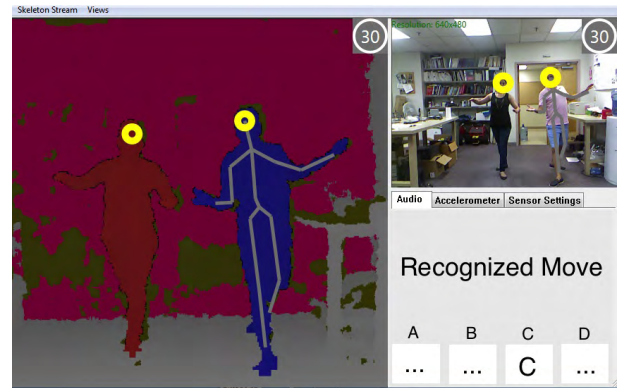 Skeleton Stream Views
30
Resolution: 640x480
30
Audio Accelerometer Sensor Settings
Recognized Move
A B C D
... ... C ...